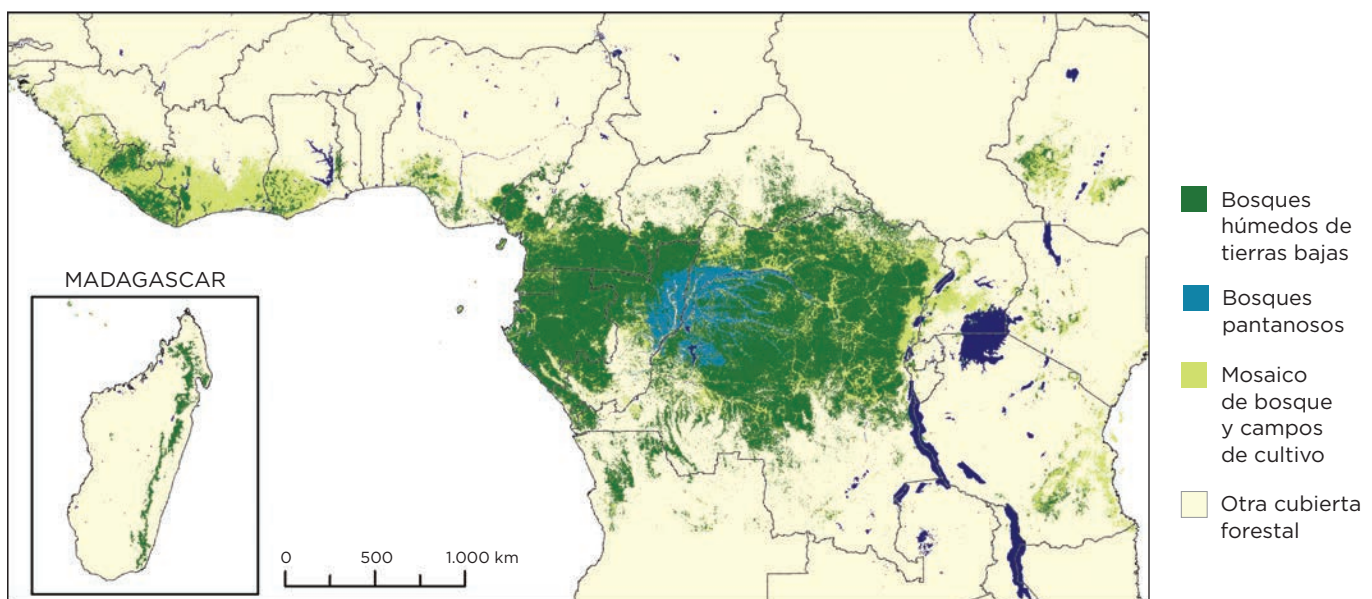 MADAGASCAR
0 500 1.000 km
Bosques
húmedos de
tierras bajas
Bosques
pantanosos
Mosaico
de bosque
y campos
de cultivo
Otra cubierta
forestal